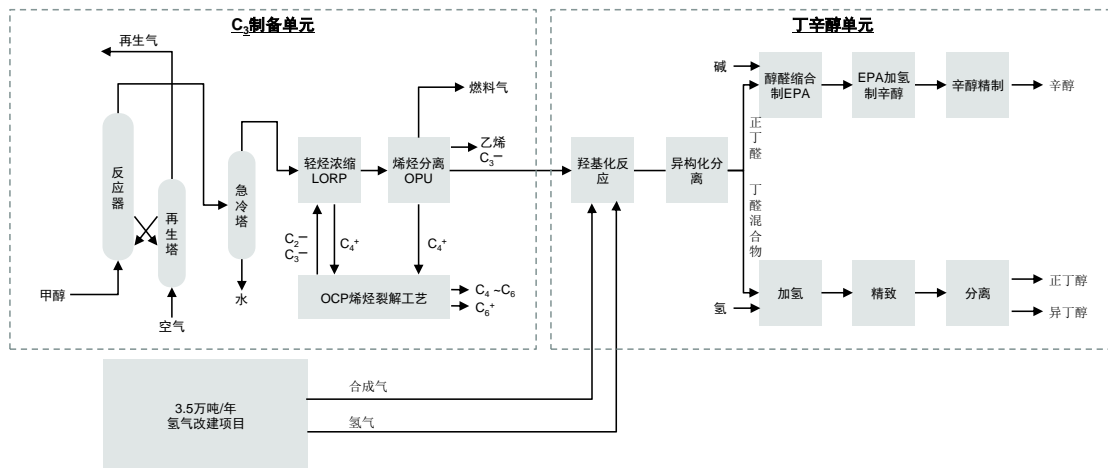 C₃制备单元
丁辛醇单元
再生气
反应器
再生塔
甲醇
空气
急冷塔
水
轻烃浓缩
LORP
烯烃分离
OPU
燃料气
乙烯
C₃⁻
C₂⁻
C₃⁻
C₄⁺
C₄⁺
OCP烯烃裂解工艺
C₄ ~C₆
C₆⁺
羟基化反
应
异构化分
离
正丁醛
丁醛混合物
碱
醇醛缩合
制EPA
EPA加氢
制辛醇
辛醇精制
辛醇
氢
加氢
精致
分离
正丁醇
异丁醇
3.5万吨/年
氢气改建项目
合成气
氢气